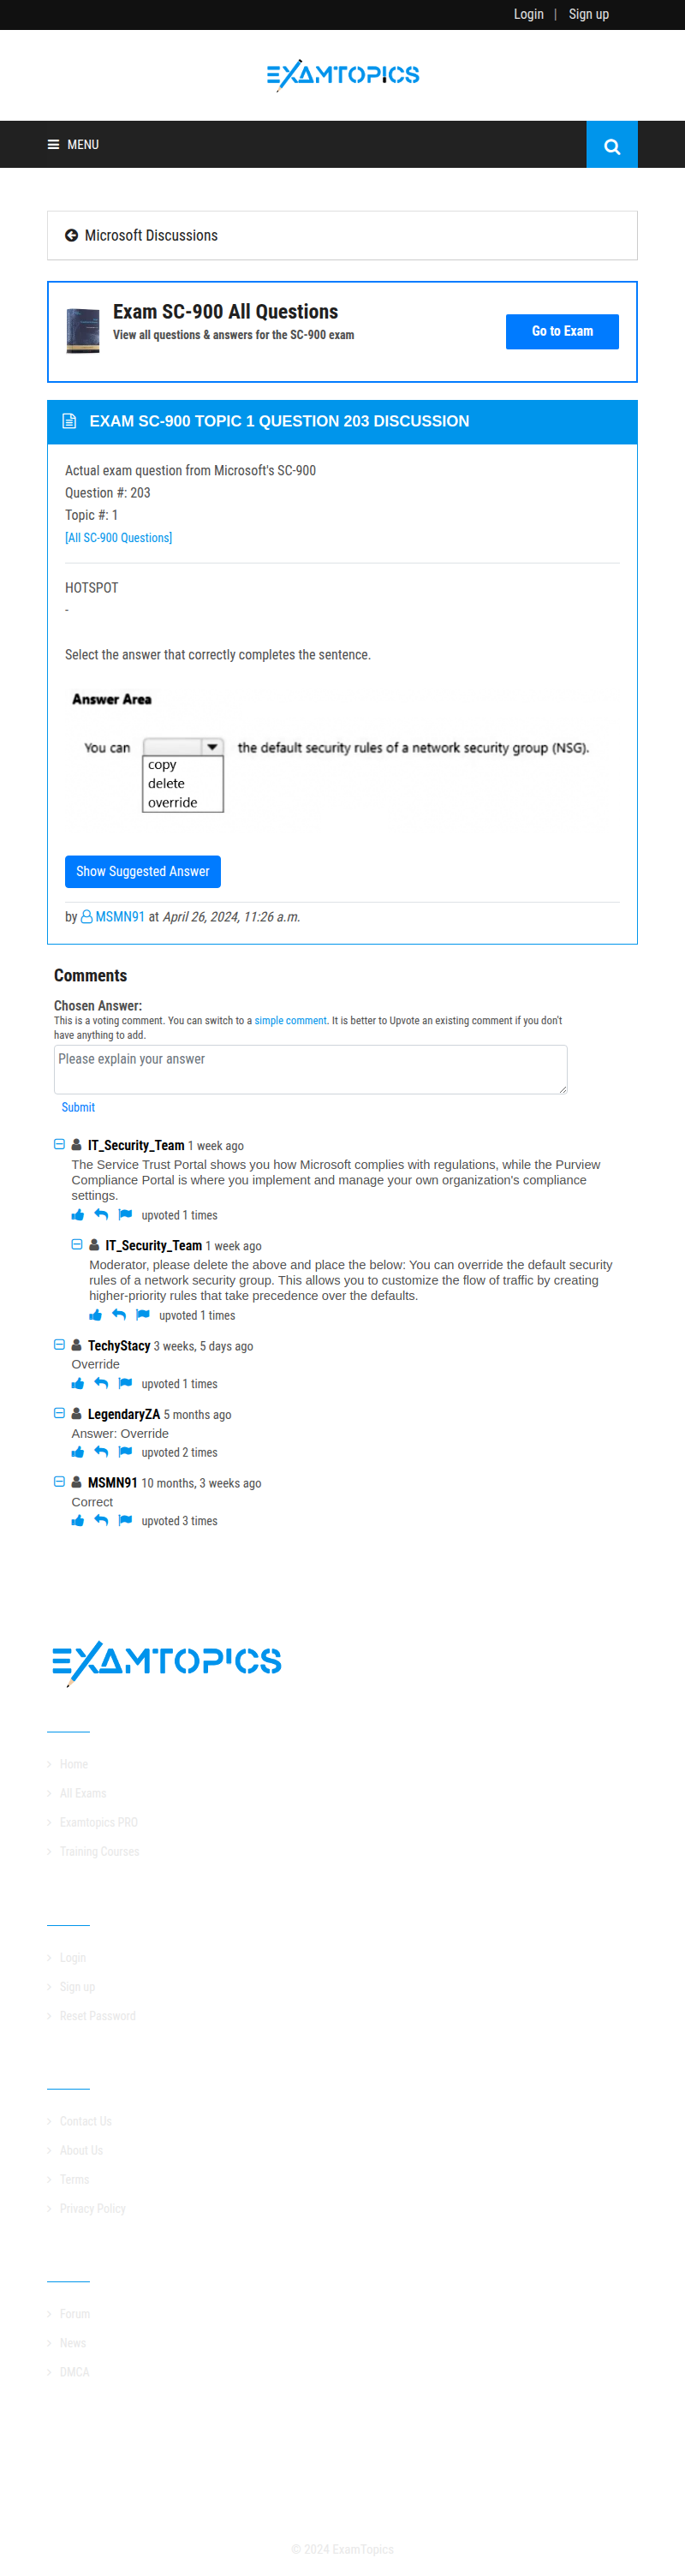 Login | Sign up
EXAMTOPICS
MENU
Microsoft Discussions
Exam SC-900 All Questions
View all questions & answers for the SC-900 exam
Go to Exam
EXAM SC-900 TOPIC 1 QUESTION 203 DISCUSSION
Actual exam question from Microsoft's SC-900
Question #: 203
Topic #: 1
[All SC-900 Questions]
HOTSPOT
-
Select the answer that correctly completes the sentence.
Answer Area
You can the default security rules of a network security group (NSG).
copy
delete
override
Show Suggested Answer
by MSMN91 at April 26, 2024, 11:26 a.m.
Comments
Chosen Answer:
This is a voting comment. You can switch to a simple comment. It is better to Upvote an existing comment if you don't
have anything to add.
Please explain your answer
Submit
IT_Security_Team 1 week ago
The Service Trust Portal shows you how Microsoft complies with regulations, while the Purview
Compliance Portal is where you implement and manage your own organization's compliance
settings.
upvoted 1 times
IT_Security_Team 1 week ago
Moderator, please delete the above and place the below: You can override the default security
rules of a network security group. This allows you to customize the flow of traffic by creating
higher-priority rules that take precedence over the defaults.
upvoted 1 times
TechyStacy 3 weeks, 5 days ago
Override
upvoted 1 times
LegendaryZA 5 months ago
Answer: Override
upvoted 2 times
MSMN91 10 months, 3 weeks ago
Correct
upvoted 3 times
EXAMTOPICS
Home
All Exams
Examtopics PRO
Training Courses
Login
Sign up
Reset Password
Contact Us
About Us
Terms
Privacy Policy
Forum
News
DMCA
© 2024 ExamTopics